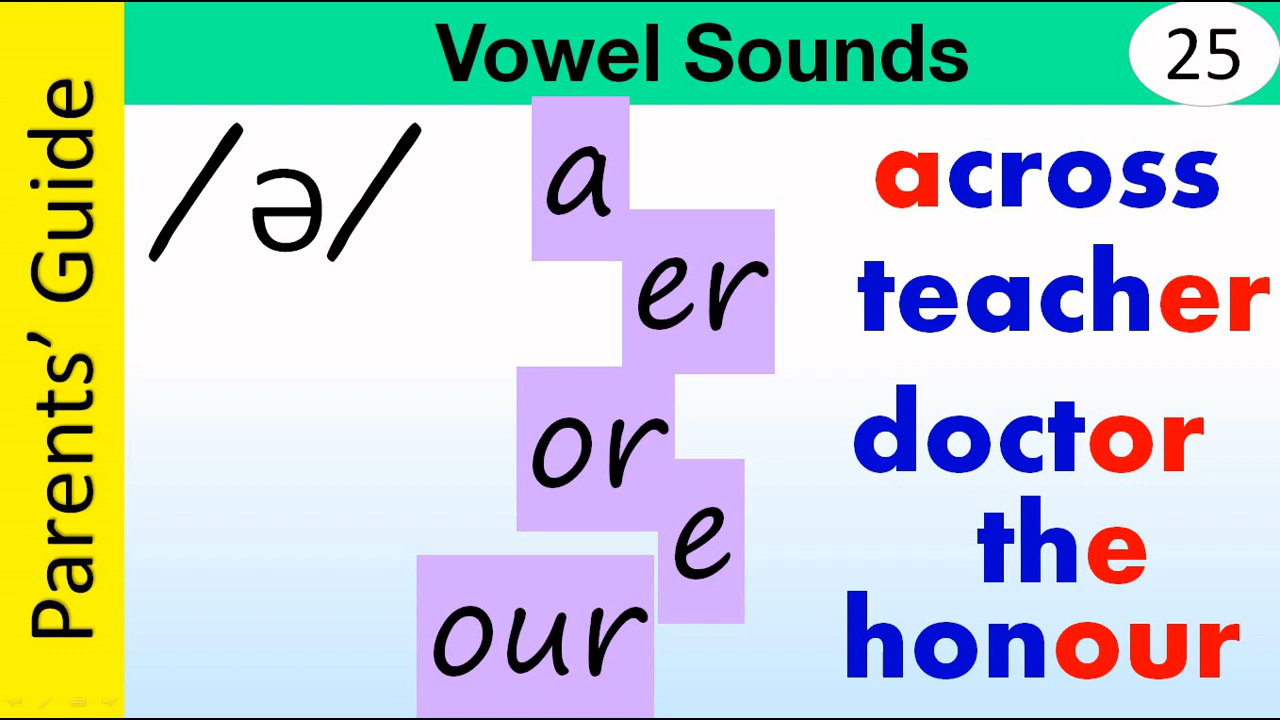 Parents’ Guide
Vowel Sounds
25
/ə/
a
across
er
teacher
or
doctor
e
the
our
honour